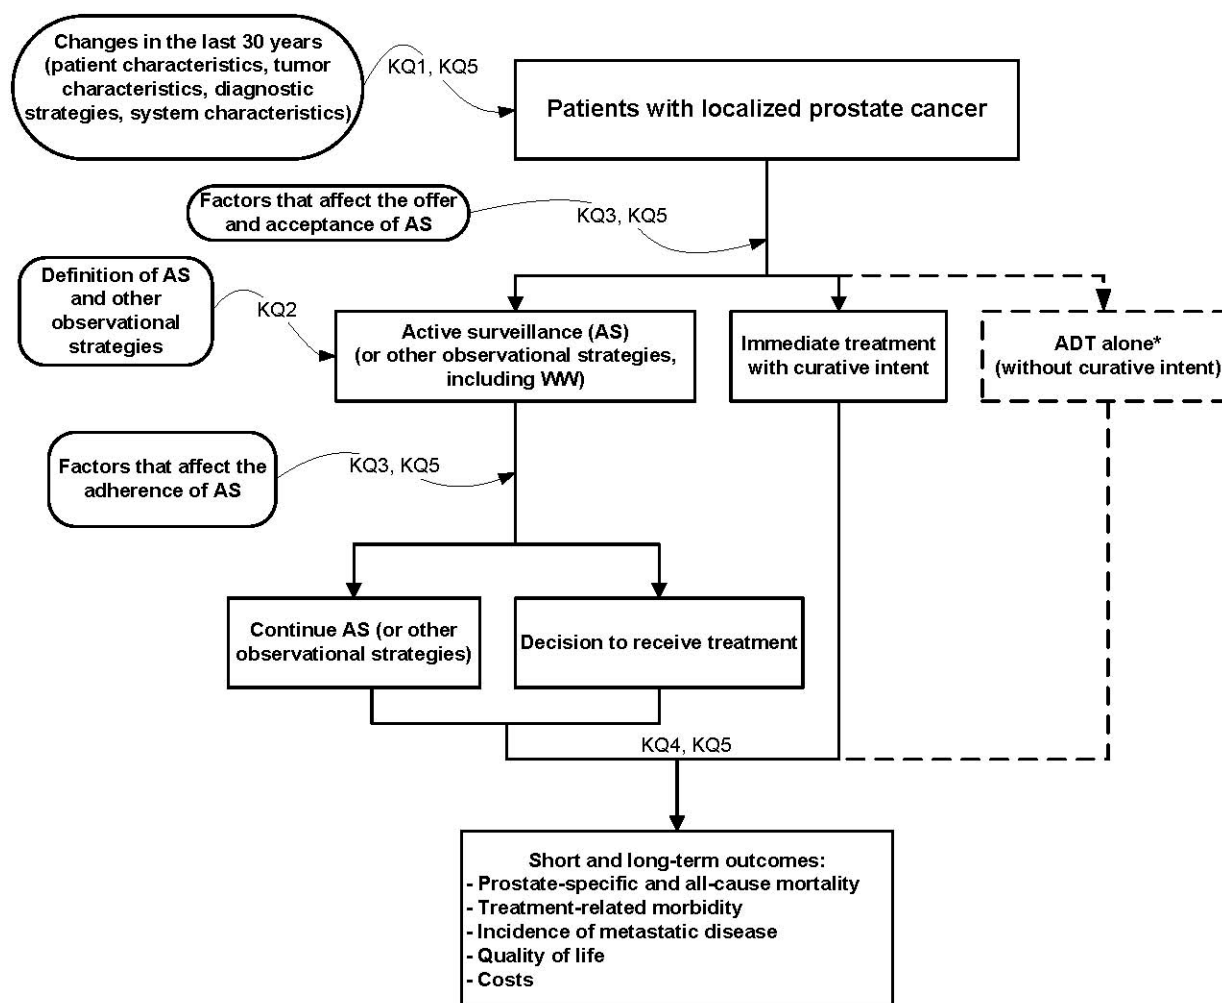 Changes in the last 30 years
(patient characteristics, tumor
characteristics, diagnostic
strategies, system characteristics)
KQ1, KQ5
Patients with localized prostate cancer
Factors that affect the offer
and acceptance of AS
KQ3, KQ5
Definition of AS
and other
observational
strategies
KQ2
Active surveillance (AS)
(or other observational strategies,
including WW)
Immediate treatment
with curative intent
ADT alone*
(without curative intent)
Factors that affect the
adherence of AS
KQ3, KQ5
Continue AS (or other
observational strategies)
Decision to receive treatment
KQ4, KQ5
Short and long-term outcomes:
- Prostate-specific and all-cause mortality
- Treatment-related morbidity
- Incidence of metastatic disease
- Quality of life
- Costs